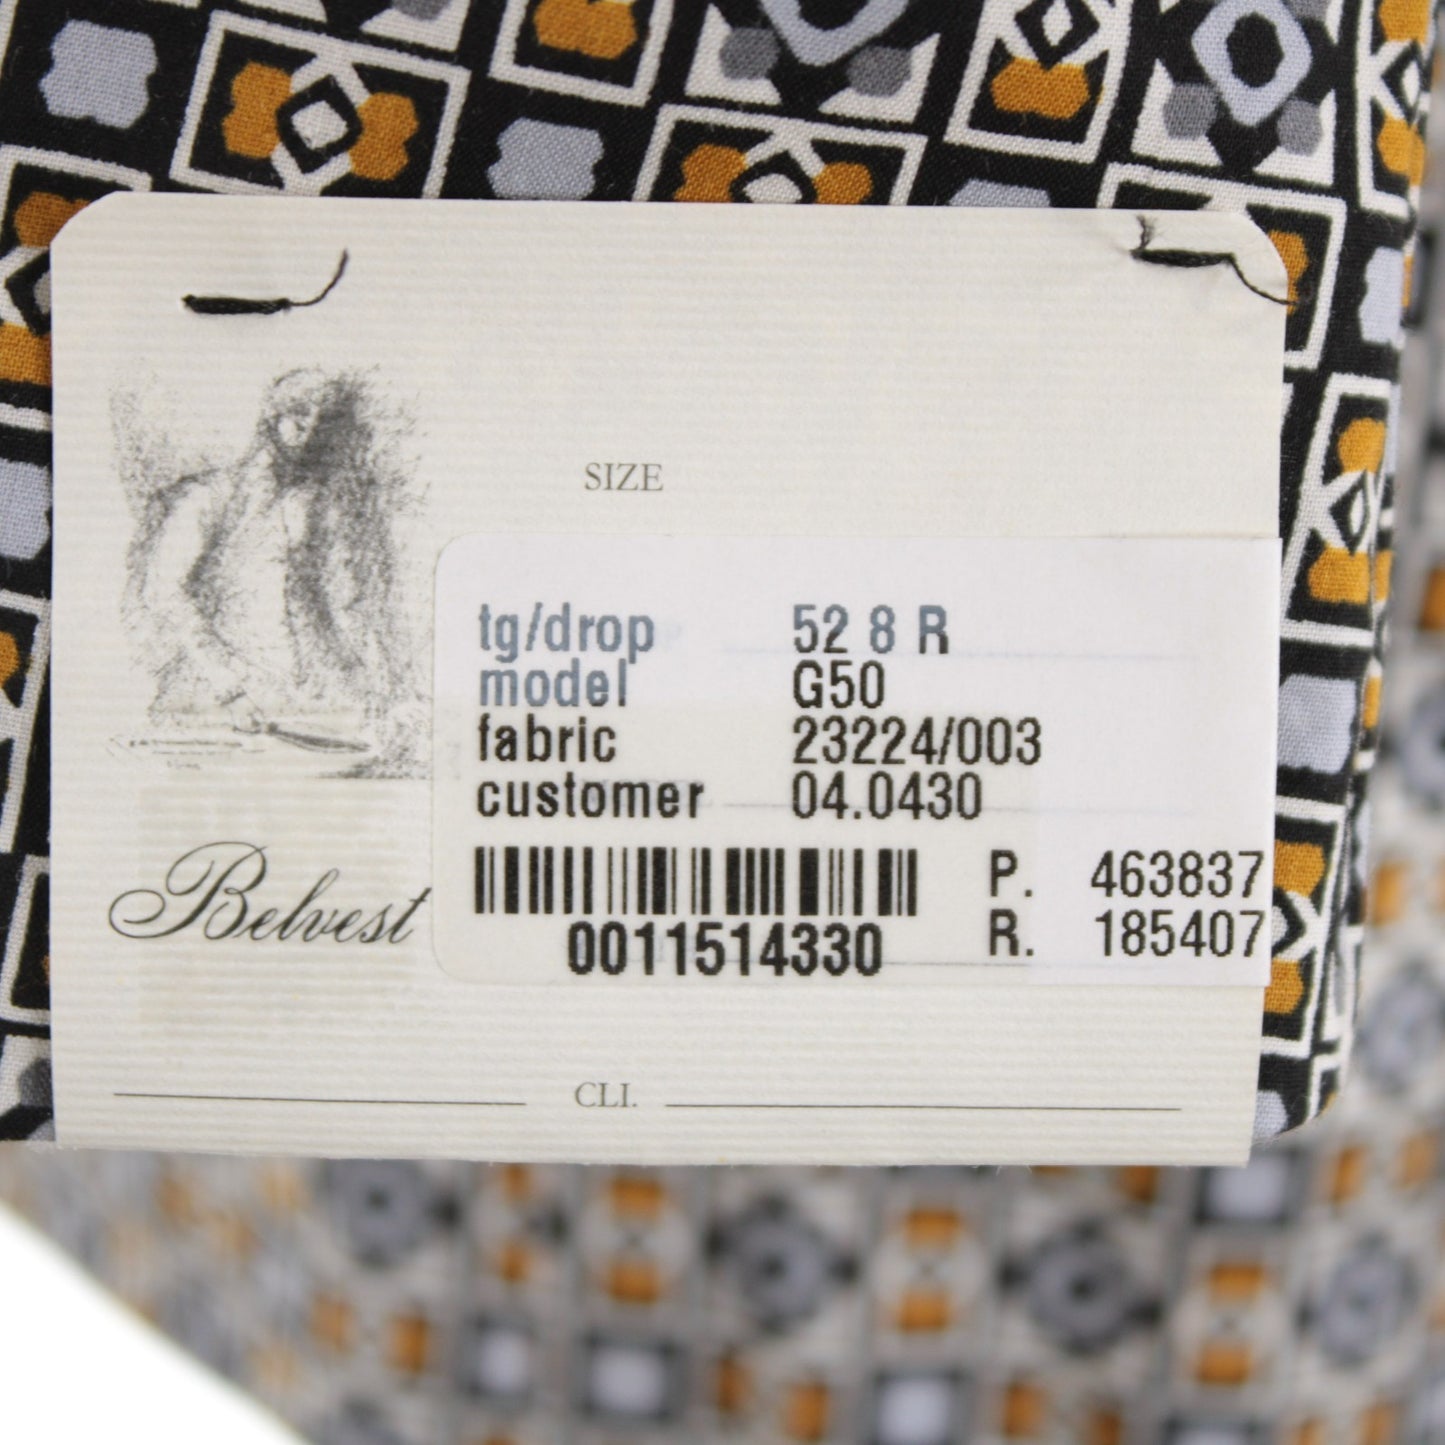 SIZE
tg/drop 52 8 R
model G50
fabric 23224/003
customer 04.0430
P. 463837
R. 185407
0011514330
Belvest
CLI.